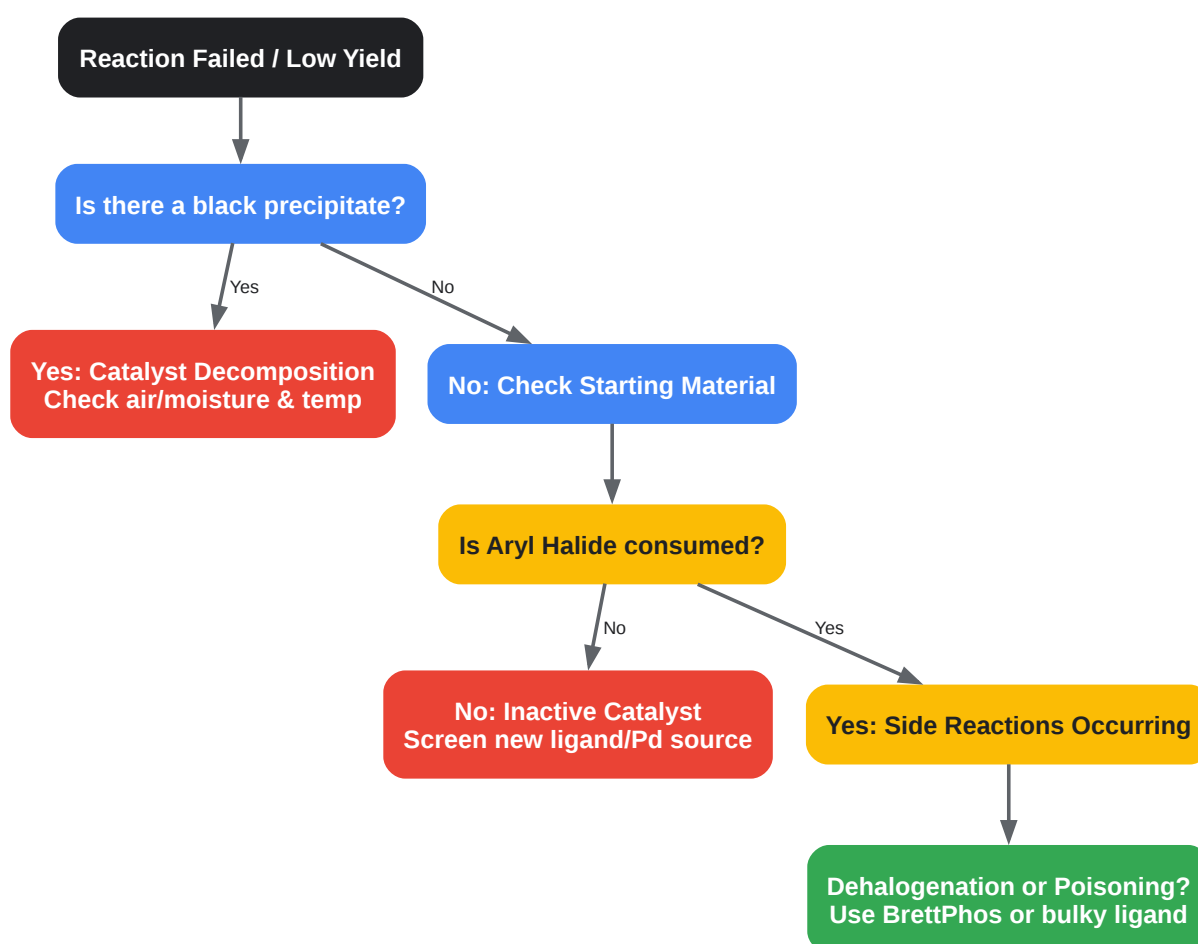 Reaction Failed / Low Yield
Is there a black precipitate?
Yes
No
Yes: Catalyst Decomposition
Check air/moisture & temp
No: Check Starting Material
Is Aryl Halide consumed?
No
Yes
No: Inactive Catalyst
Screen new ligand/Pd source
Yes: Side Reactions Occurring
Dehalogenation or Poisoning?
Use BrettPhos or bulky ligand